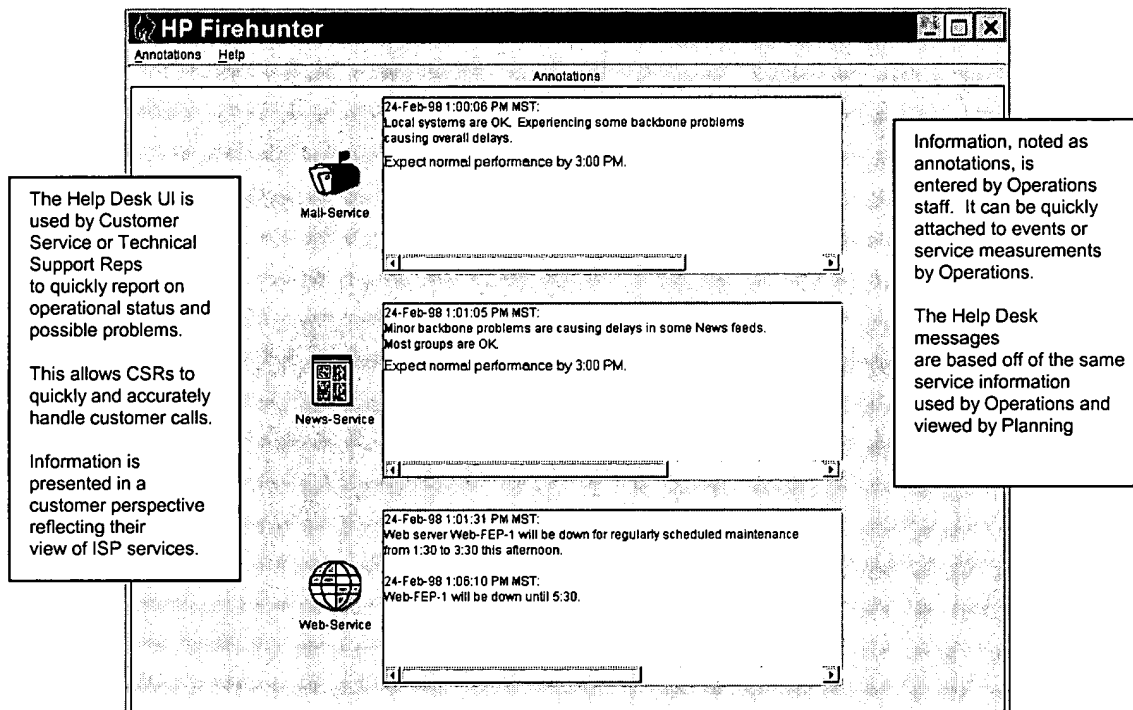 HP Firehunter
Annotations Help
Annotations
The Help Desk UI is
used by Customer
Service or Technical
Support Reps
to quickly report on
operational status and
possible problems.
This allows CSRs to
quickly and accurately
handle customer calls.
Information is
presented in a
customer perspective
reflecting their
view of ISP services.
Mail-Service
24-Feb-98 1:00:06 PM MST:
Local systems are OK. Experiencing some backbone problems
causing overall delays.
Expect normal performance by 3:00 PM.
News-Service
24-Feb-98 1:01:05 PM MST:
Minor backbone problems are causing delays in some News feeds.
Most groups are OK.
Expect normal performance by 3:00 PM.
Web-Service
24-Feb-98 1:01:31 PM MST:
Web server Web-FEP-1 will be down for regularly scheduled maintenance
from 1:30 to 3:30 this afternoon.
24-Feb-98 1:06:10 PM MST:
Web-FEP-1 will be down until 5:30.
Information, noted as
annotations, is
entered by Operations
staff. It can be quickly
attached to events or
service measurements
by Operations.
The Help Desk
messages
are based off of the same
service information
used by Operations and
viewed by Planning